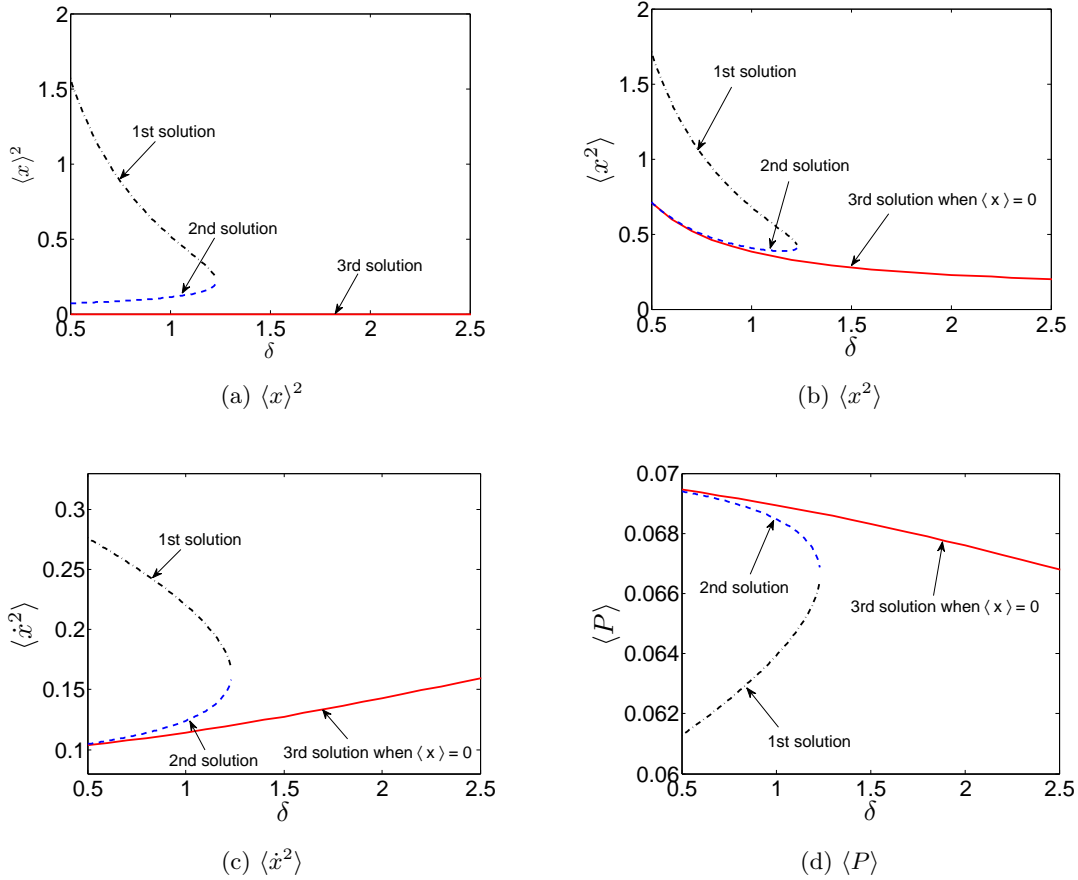 2
1.5
1
0.5
0
0.5
1
1.5
2
2.5
⟨x⟩²
δ
1st solution
2nd solution
3rd solution
(a) ⟨x⟩²
2
1.5
1
0.5
0
0.5
1
1.5
2
2.5
⟨x²⟩
δ
1st solution
2nd solution
3rd solution when ⟨ x ⟩ = 0
(b) ⟨x²⟩
0.3
0.25
0.2
0.15
0.1
0.5
1
1.5
2
2.5
⟨ẋ²⟩
δ
1st solution
2nd solution
3rd solution when ⟨ x ⟩ = 0
(c) ⟨ẋ²⟩
0.07
0.068
0.066
0.064
0.062
0.06
0.5
1
1.5
2
2.5
⟨P⟩
δ
2nd solution
3rd solution when ⟨ x ⟩ = 0
1st solution
(d) ⟨P⟩